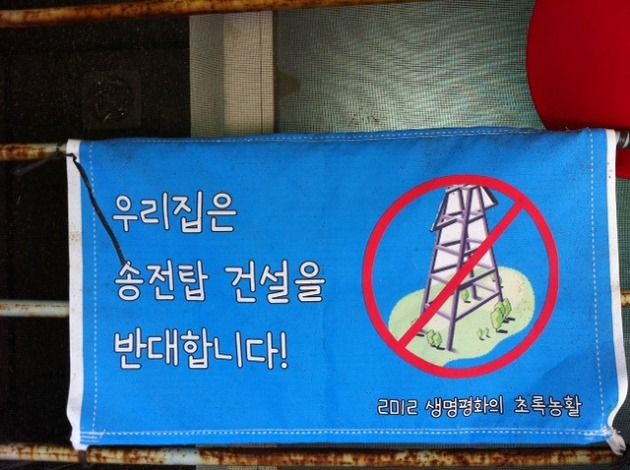 우리집은
송전탑 건설을
반대합니다!
2012 생명평화의 초록농활